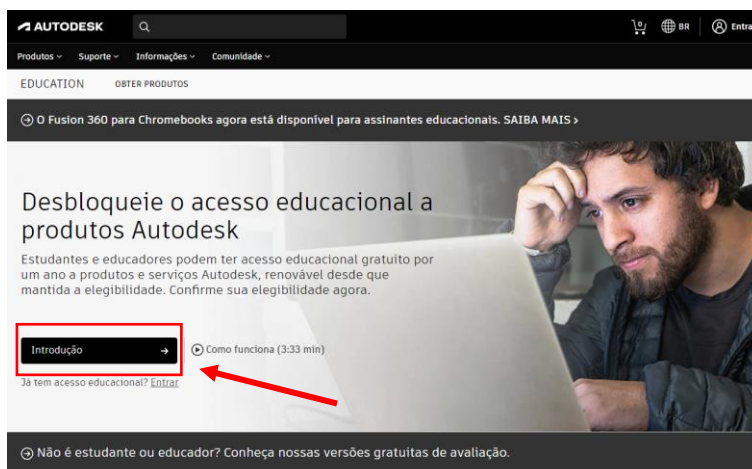 AUTODESK
BR
Entra
Produtos
Suporte
Informações
Comunidade
EDUCATION
OBTER PRODUTOS
O Fusion 360 para Chromebooks agora está disponível para assinantes educacionais. SAIBA MAIS >
Desbloqueie o acesso educacional a
produtos Autodesk
Estudantes e educadores podem ter acesso educacional gratuito por
um ano a produtos e serviços Autodesk, renovável desde que
mantida a elegibilidade. Confirme sua elegibilidade agora.
Introdução
Como funciona (3:33 min)
Já tem acesso educacional? Entrar
Não é estudante ou educador? Conheça nossas versões gratuitas de avaliação.